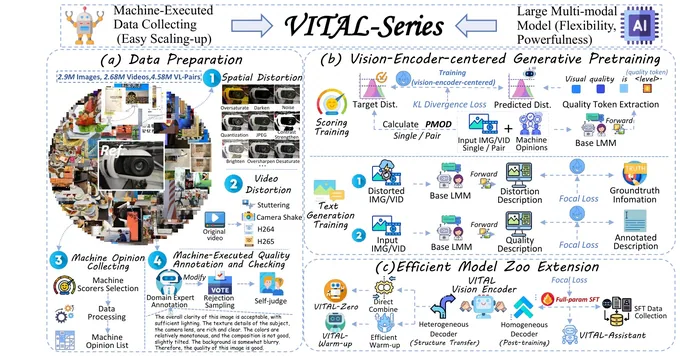 Machine-Executed
Data Collecting
(Easy Scaling-up)
VITAL-Series
Large Multi-modal
Model (Flexibility,
Powerfulness)
AI
(a) Data Preparation
2.9M Images, 2.68M Videos,4.58M VL-Pairs
Ref
1
Spatial Distortion
Oversaturate Darken Noise
Quantization JPEG Contrast Strengthen
Brighten Oversharpen Desaturate
2
Video
Distortion
Original
video
Stuttering
Camera Shake
H264
H265
3
Machine Opinion
Collecting
Machine
Scorers Selection
Data
Processing
Machine
Opinion List
4
Machine-Executed Quality
Annotation and Checking
Modify
VOTE
Domain Expert
Annotation
Rejection
Sampling
Self-judge
The overall clarity of this image is acceptable, with
sufficient lighting. The texture details of the subject,
the camera lens, are rich and clear. The colors are
relatively monotonous, and the composition is not good,
slightly tilted. The background is somewhat blurry.
Therefore, the quality of this image is good.
(b) Vision-Encoder-centered Generative Pretraining
Scoring
Training
Target Dist.
Training
(vision-encoder-centered)
KL Divergence Loss
Predicted Dist.
(quality token)
Visual quality is <level>
Quality Token Extraction
Calculate PMOD
Single / Pair
Input IMG/VID
Single / Pair
+
Machine
Opinions
Forward
Base LMM
Text
Generation
Training
1
Distorted
IMG/VID
Base LMM
Forward
Distortion
Description
Focal Loss
Groundtruth
Infomation
2
Input
IMG/VID
Base LMM
Forward
Quality
Description
Focal Loss
Annotated
Description
(c)Efficient Model Zoo Extension
VITAL-Zero
VITAL-
Warm-up
Direct
Combine
Efficient
Warm-up
VITAL
Vision Encoder
Heterogeneous
Decoder
(Structure Transfer)
Homogeneous
Decoder
(Post-training)
Focal Loss
Full-param SFT
SFT Data
Collection
VITAL-Assistant